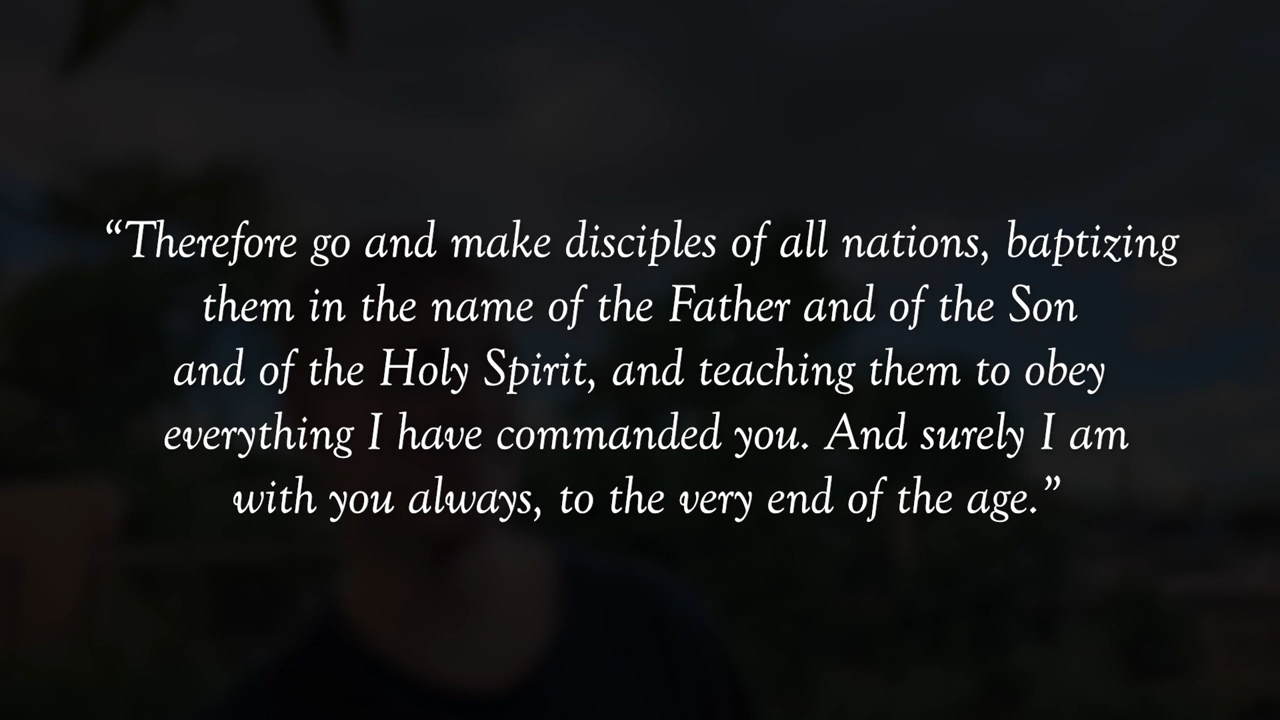 “Therefore go and make disciples of all nations, baptizing
them in the name of the Father and of the Son
and of the Holy Spirit, and teaching them to obey
everything I have commanded you. And surely I am
with you always, to the very end of the age.”